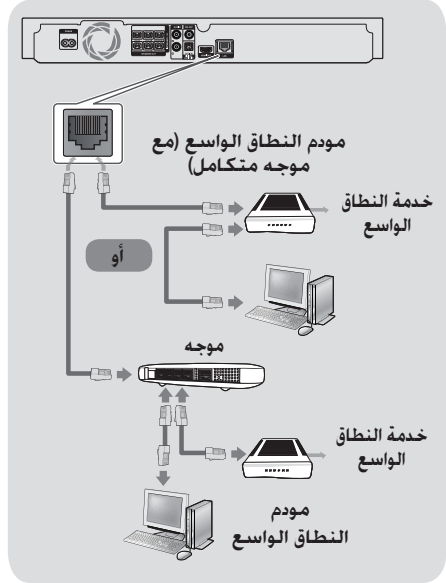 مودم النطاق الواسع (مع
موجه متكامل)
خدمة النطاق
الواسع
أو
موجه
خدمة النطاق
الواسع
مودم
النطاق الواسع